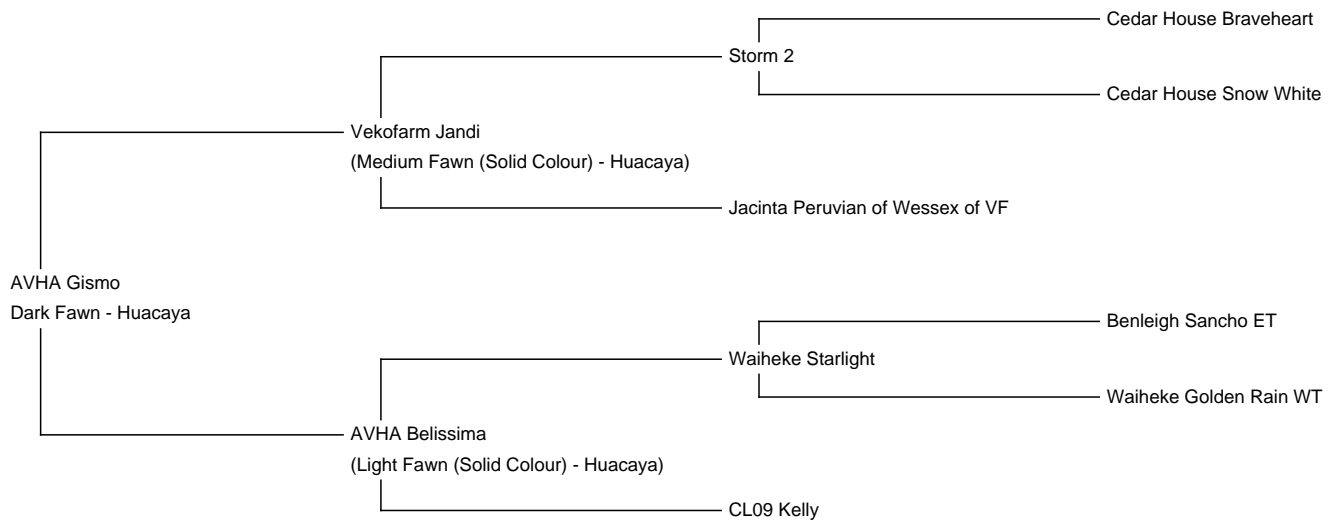 Cedar House Braveheart
Storm 2
Cedar House Snow White
Vekofarm Jandi
(Medium Fawn (Solid Colour) - Huacaya)
Jacinta Peruvian of Wessex of VF
AVHA Gismo
Dark Fawn - Huacaya
Benleigh Sancho ET
Waiheke Starlight
Waiheke Golden Rain WT
AVHA Belissima
(Light Fawn (Solid Colour) - Huacaya)
CL09 Kelly